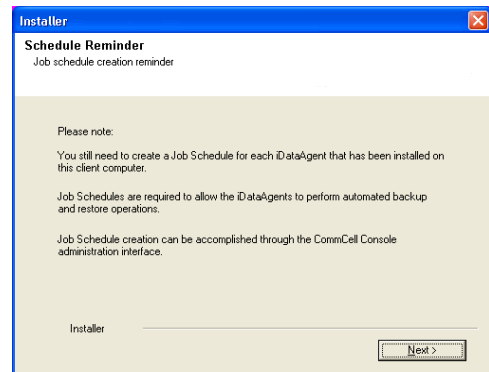 Installer
Schedule Reminder
Job schedule creation reminder
Please note:
You still need to create a Job Schedule for each iDataAgent that has been installed on
this client computer.
Job Schedules are required to allow the iDataAgents to perform automated backup
and restore operations.
Job Schedule creation can be accomplished through the CommCell Console
administration interface.
Installer
Next >